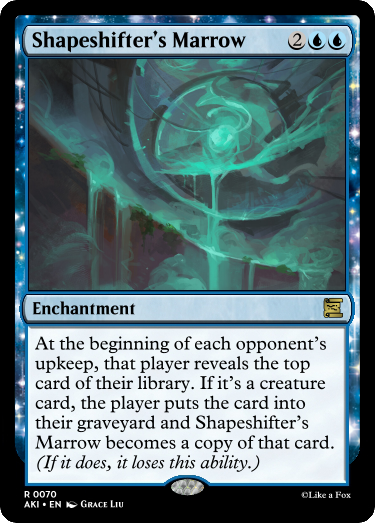 Shapeshifter's Marrow 2
Enchantment
At the beginning of each opponent's
upkeep, that player reveals the top
card of their library. If it's a creature
card, the player puts the card into
their graveyard and Shapeshifter's
Marrow becomes a copy of that card.
(If it does, it loses this ability.)
R 0070
AKI • EN Grace Liu
©Like a Fox